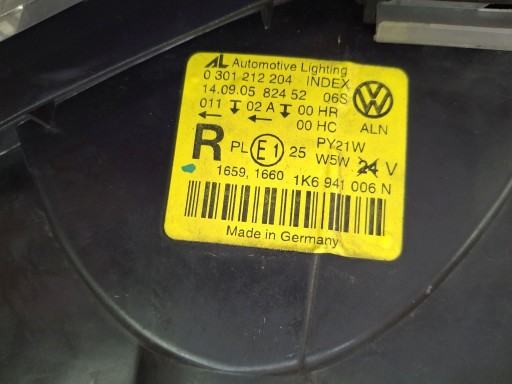 AL Automotive Lighting
0 301 212 204 INDEX
14.09.05 824 52 06S
011 02 A 00 HR
00 HC ALN
R PL E1 25 PY21W
W5W 24 V
1659, 1660 1K6 941 006 N
Made in Germany